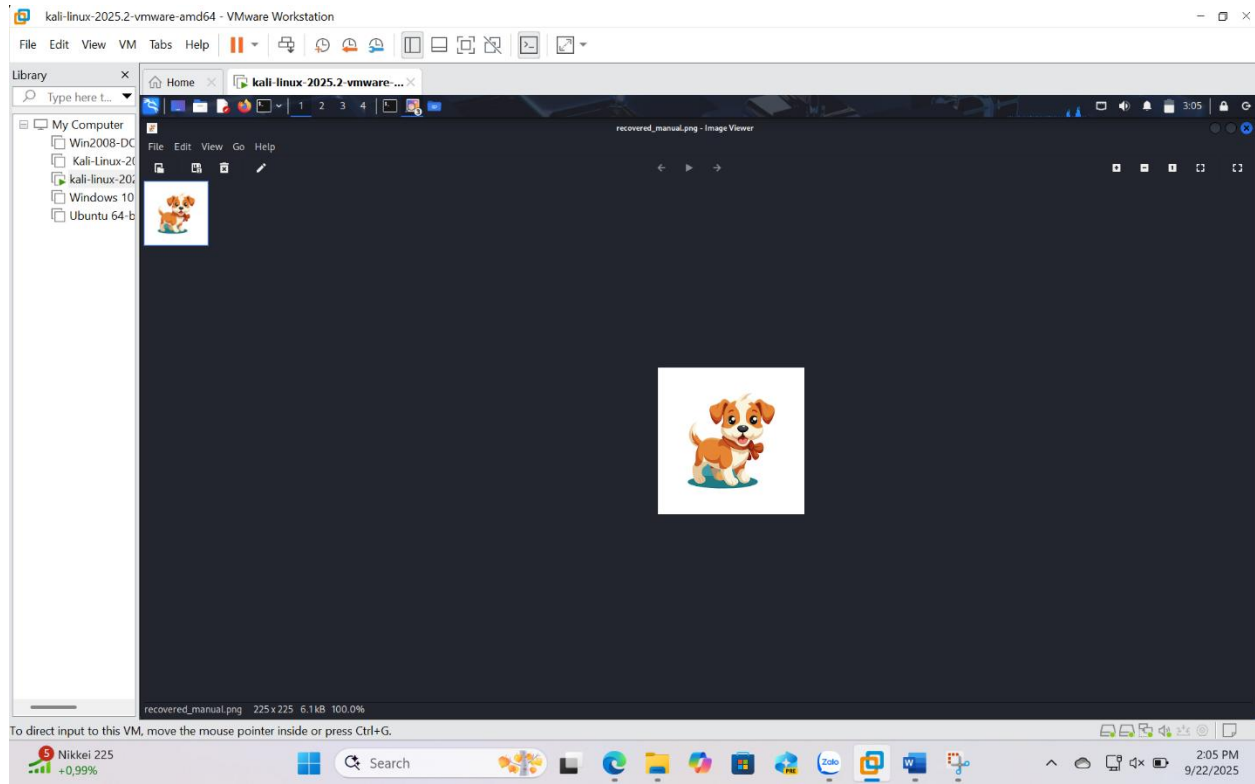 kali-linux-2025.2-vmware-amd64 - VMware Workstation
File Edit View VM Tabs Help
Library
Home
kali-linux-2025.2-vmware-...
Type here t...
1 2 3 4
3:05
My Computer
recovered_manual.png - Image Viewer
Win2008-DC
File Edit View Go Help
Kali-Linux-20
kali-linux-202
Windows 10
Ubuntu 64-b
recovered_manual.png 225 x 225 6.1 kB 100.0%
To direct input to this VM, move the mouse pointer inside or press Ctrl+G.
5
Nikkei 225
+0,99%
Search
PRE
Zalo
W
2:05 PM
9/22/2025